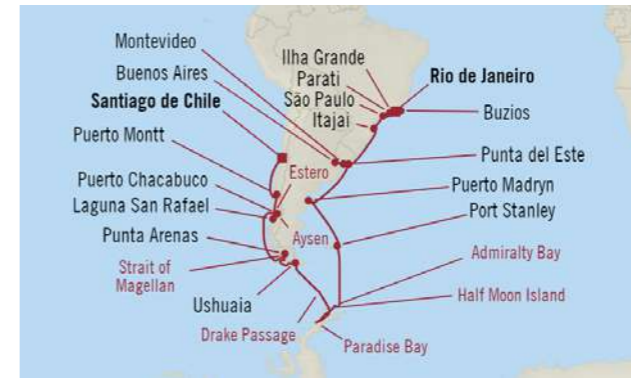 Montevideo
Buenos Aires
Santiago de Chile
Puerto Montt
Puerto Chacabuco
Laguna San Rafael
Punta Arenas
Strait of
Magellan
Ushuaia
Drake Passage
Estero
Aysen
Ilha Grande
Parati
São Paulo
Itajai
Rio de Janeiro
Buzios
Punta del Este
Puerto Madryn
Port Stanley
Admiralty Bay
Half Moon Island
Paradise Bay